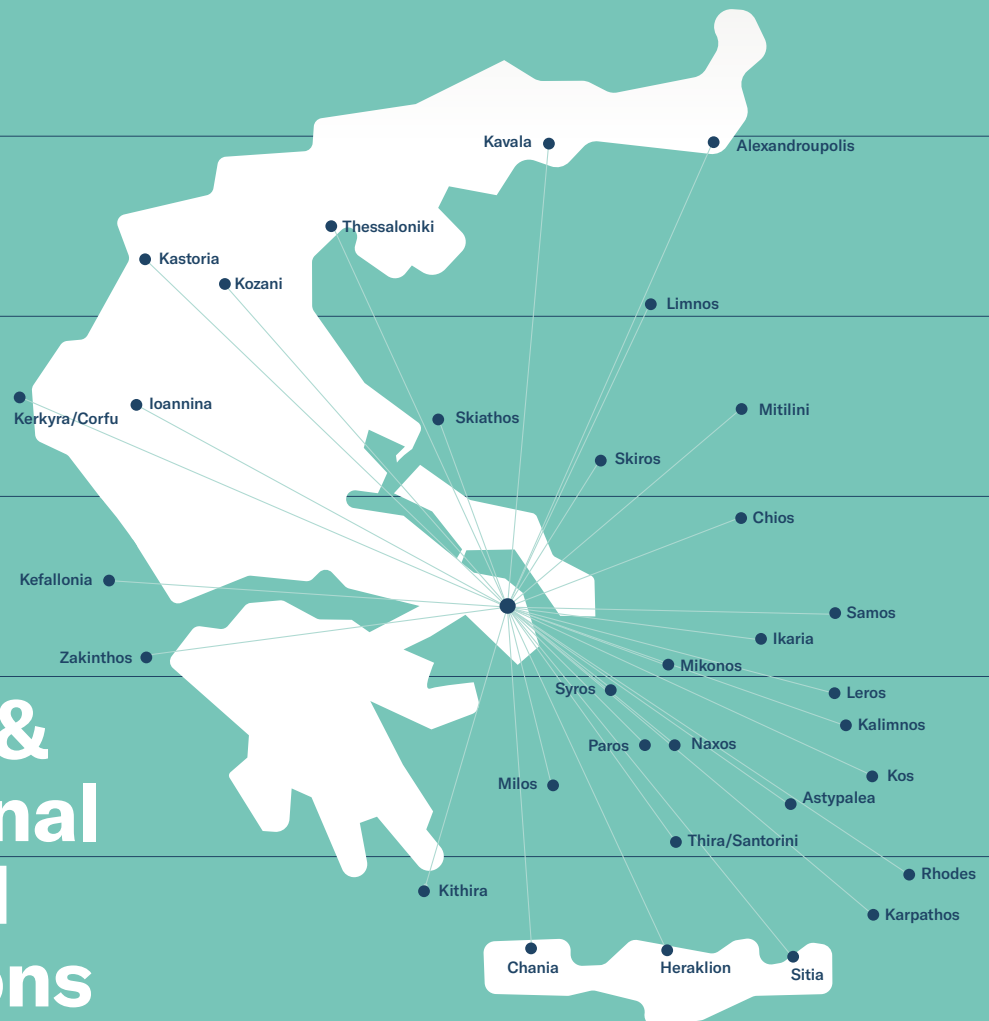 Kavala
Alexandroupolis
Thessaloniki
Kastoria
Kozani
Limnos
Kerkyra/Corfu
Ioannina
Skiathos
Mitilini
Skiros
Chios
Kefallonia
Samos
Ikaria
Zakinthos
Mikonos
Syros
Leros
&
Kalimnos
Paros
Naxos
Kos
Milos
Astypalea
nal
Thira/Santorini
Rhodes
l
Kithira
Karpathos
Chania
Heraklion
Sitia
ons